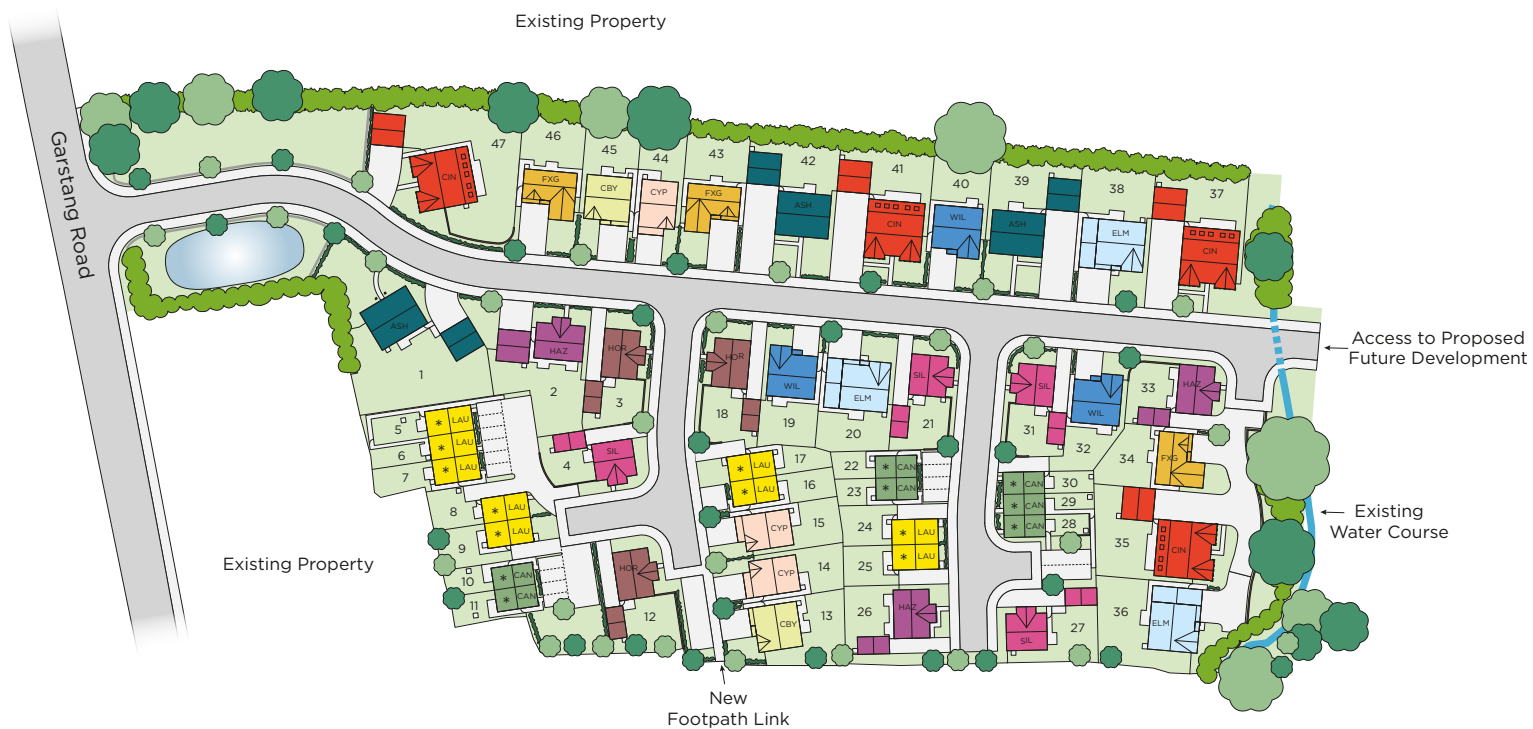 Existing Property
Garstang Road
47
46
45
44
43
42
41
40
39
38
37
CIN
FXG
CBY
CYP
FXG
ASH
CIN
WIL
ASH
ELM
CIN
Access to Proposed
Future Development
ASH
HAZ
HOR
HOR
WIL
ELM
SIL
SIL
WIL
HAZ
33
1
2
3
18
19
20
21
31
32
5
6
7
* LAU
* LAU
* LAU
4
SIL
34
FXG
8
9
* LAU
* LAU
17
16
* LAU
* LAU
22
23
* CAN
* CAN
30
29
28
* CAN
* CAN
* CAN
15
CYP
24
25
* LAU
* LAU
35
CIN
Existing
Water Course
Existing Property
10
11
* CAN
* CAN
HOR
12
14
CYP
13
CBY
26
HAZ
SIL
27
36
ELM
New
Footpath Link